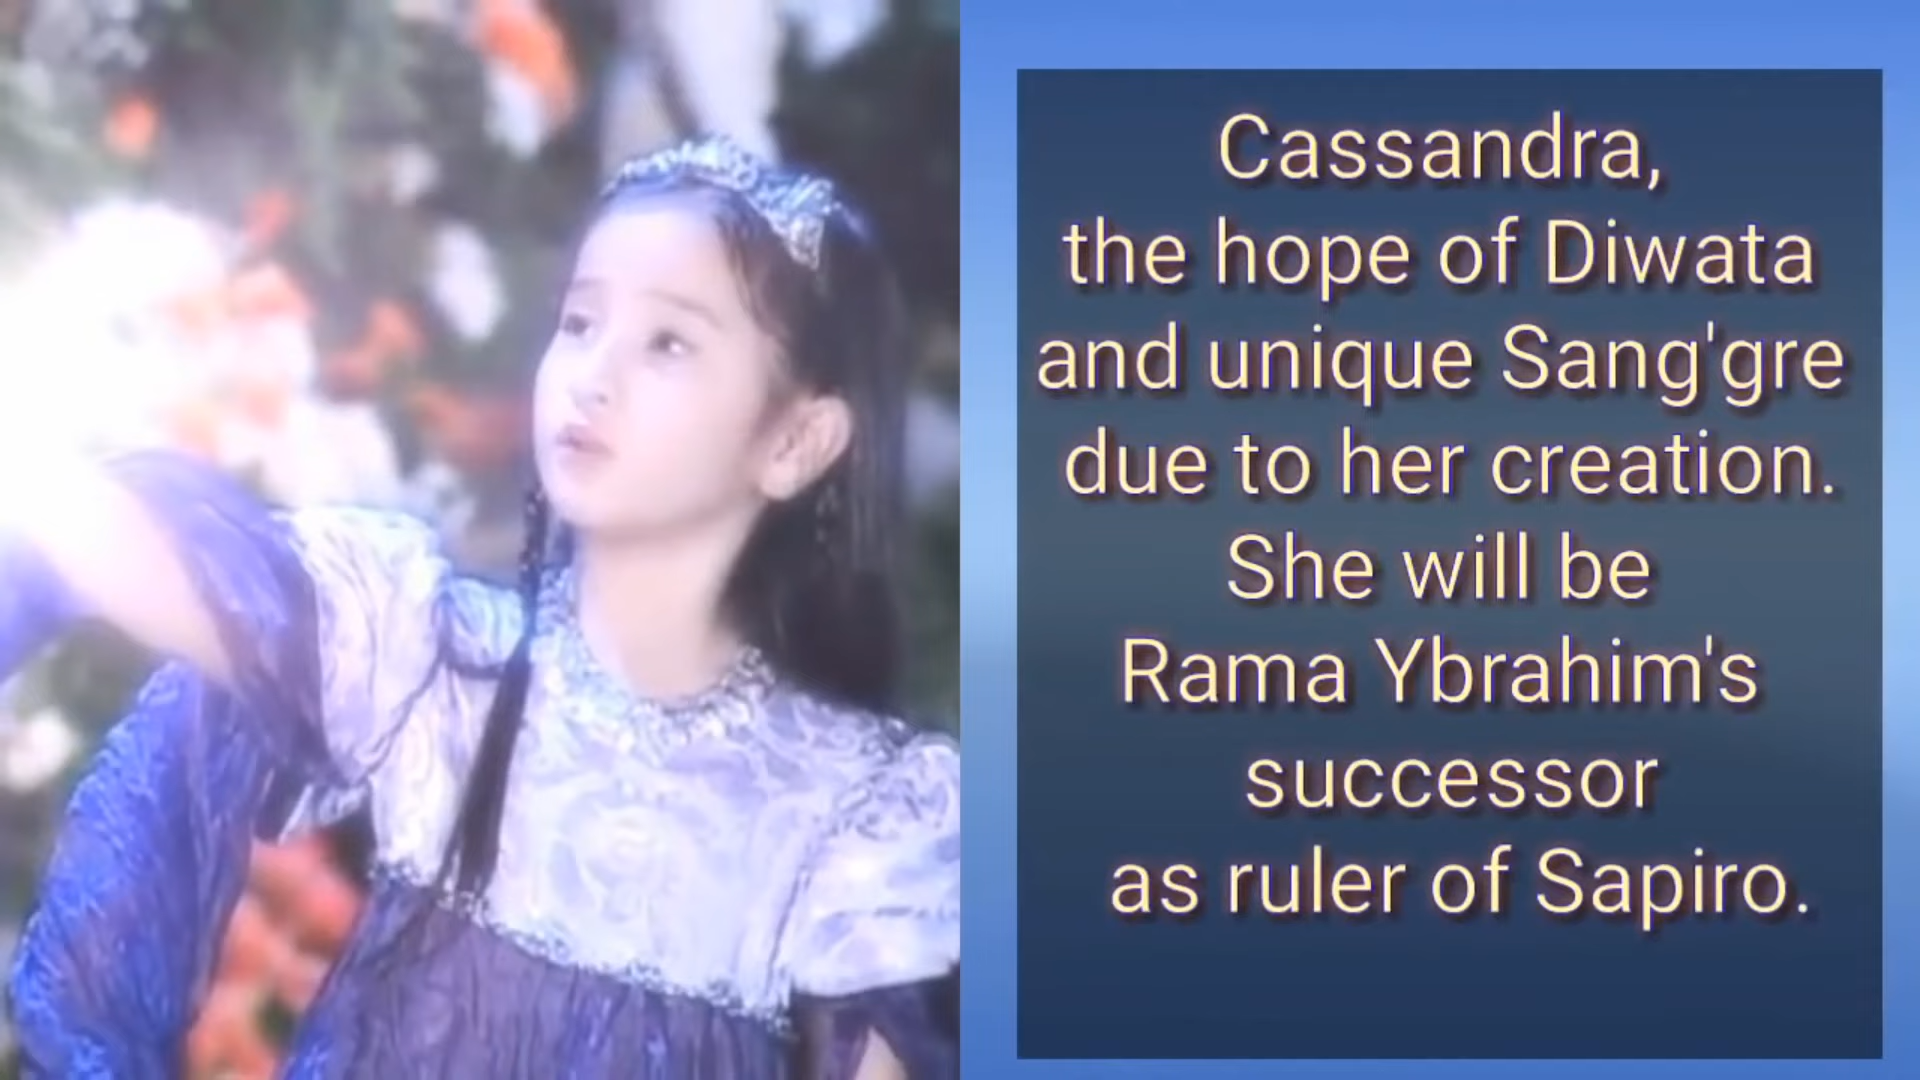 Cassandra,
the hope of Diwata
and unique Sang'gre
due to her creation.
She will be
Rama Ybrahim's
successor
as ruler of Sapiro.